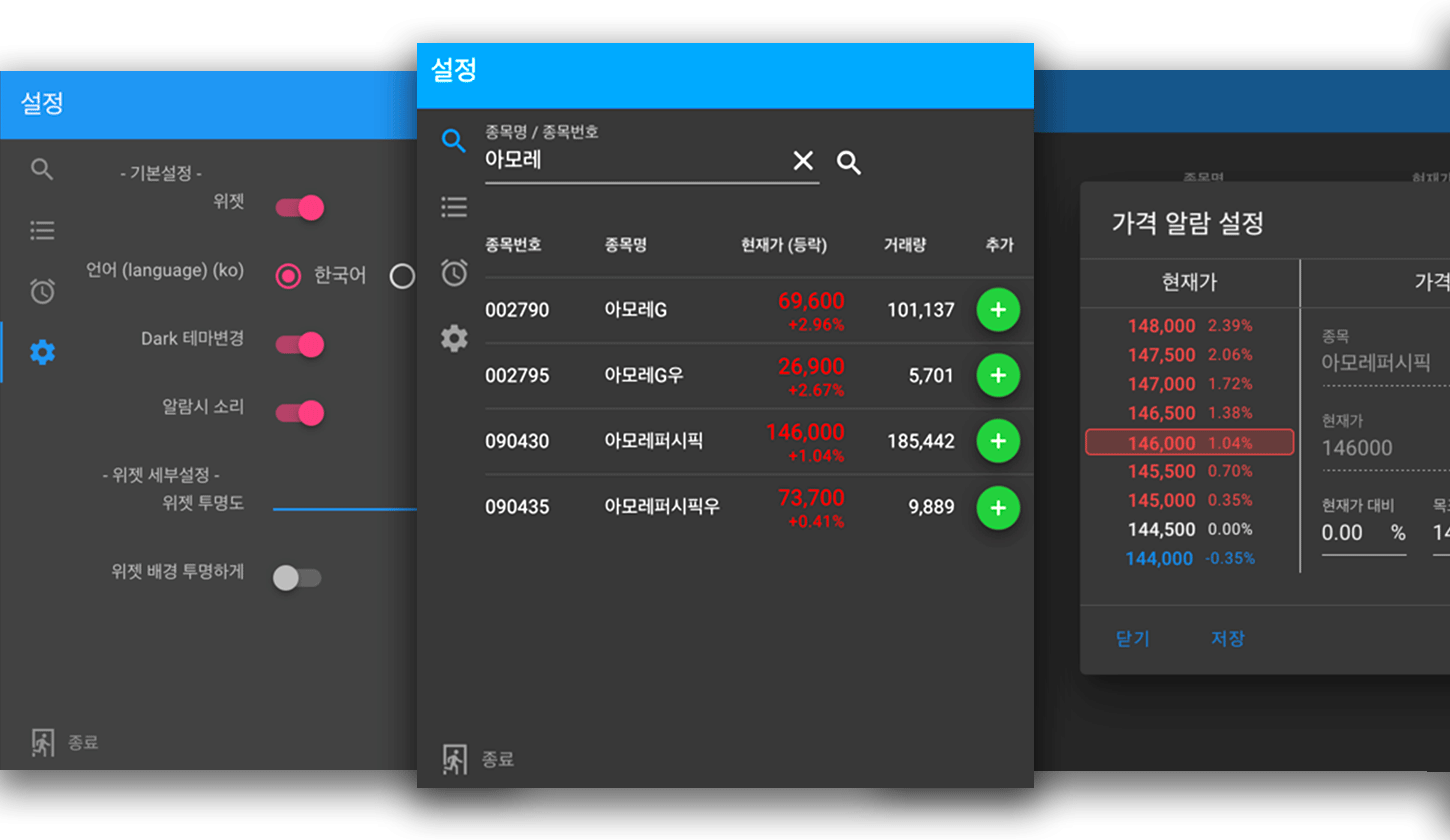 설정
- 기본설정 -
위젯
언어 (language) (ko)
한국어
Dark 테마변경
알람시 소리
- 위젯 세부설정 -
위젯 투명도
위젯 배경 투명하게
종료
설정
종목명 / 종목번호
아모레
종목번호 종목명 현재가 (등락) 거래량 추가
002790 아모레G 69,600 101,137
+2.96%
002795 아모레G우 26,900 5,701
+2.67%
090430 아모레퍼시픽 146,000 185,442
+1.04%
090435 아모레퍼시픽우 73,700 9,889
+0.41%
종료
종목명
가격 알람 설정
현재가 가격
148,000 2.39%
147,500 2.06%
147,000 1.72%
146,500 1.38%
146,000 1.04%
145,500 0.70%
145,000 0.35%
144,500 0.00%
144,000 -0.35%
종목
아모레퍼시픽
현재가
146000
현재가 대비
0.00 %
닫기 저장